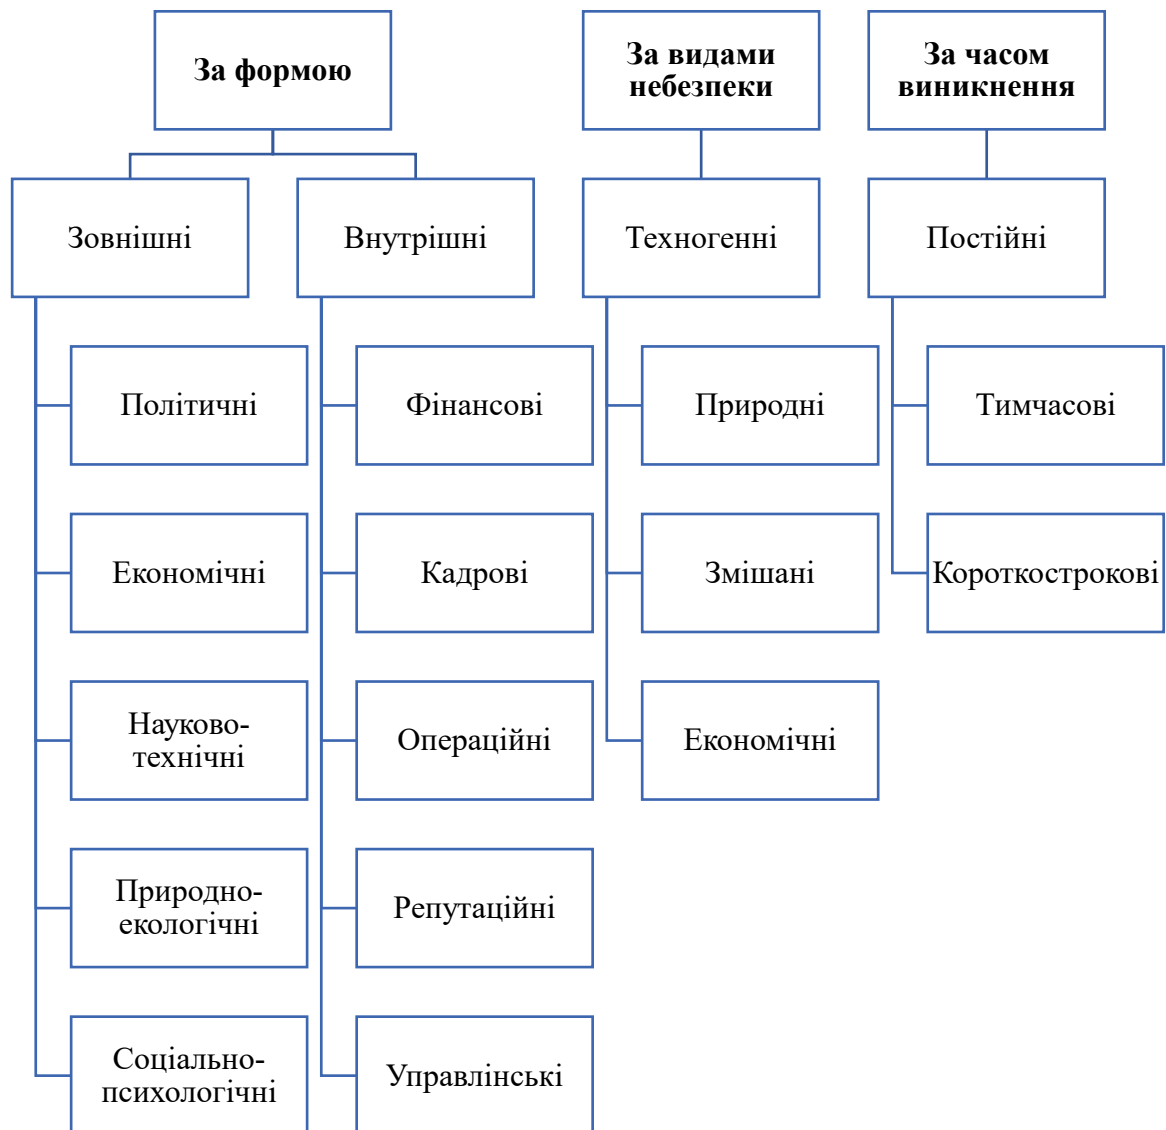 За формою
За видами
небезпеки
За часом
виникнення
Зовнішні
Внутрішні
Техногенні
Постійні
Політичні
Фінансові
Природні
Тимчасові
Економічні
Кадрові
Змішані
Короткострокові
Науково-
технічні
Операційні
Економічні
Природно-
екологічні
Репутаційні
Соціально-
психологічні
Управлінські